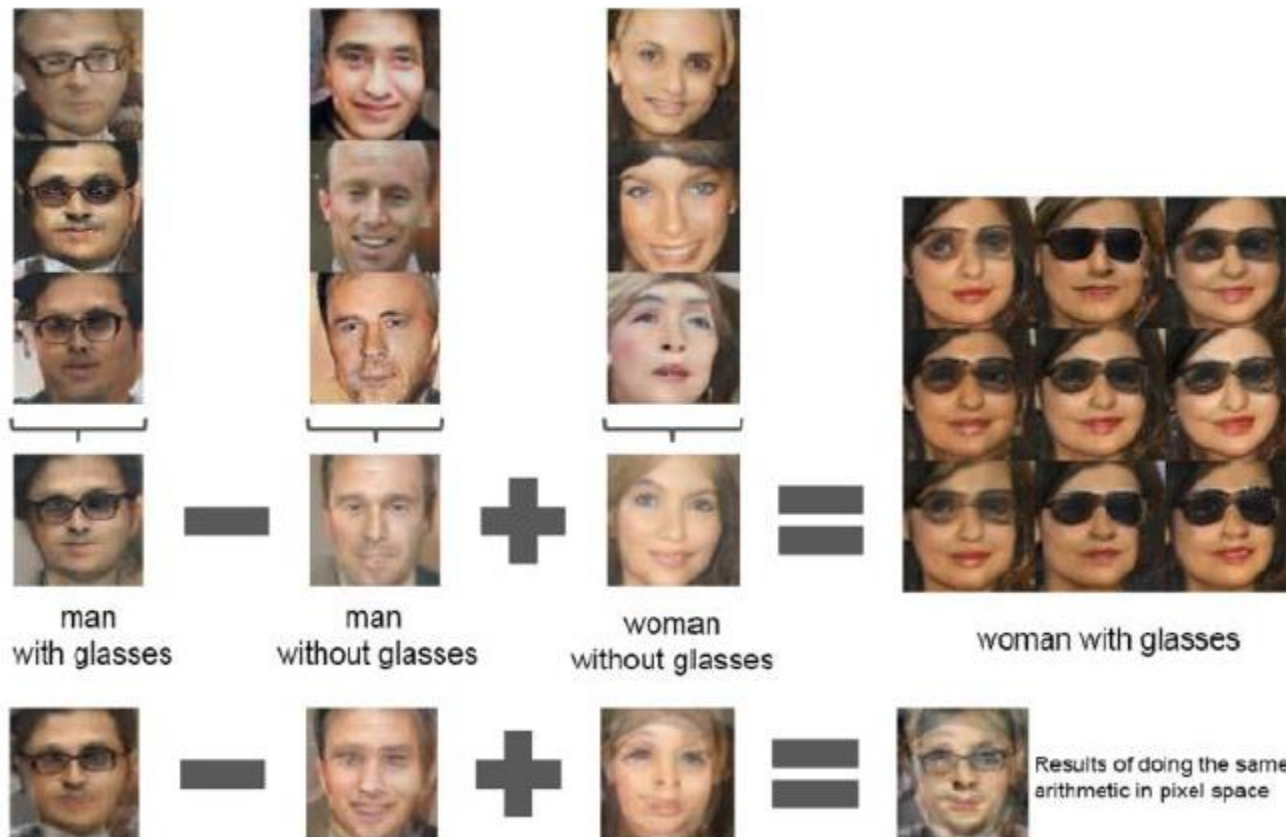 man
with glasses
man
without glasses
woman
without glasses
woman with glasses
Results of doing the same
arithmetic in pixel space